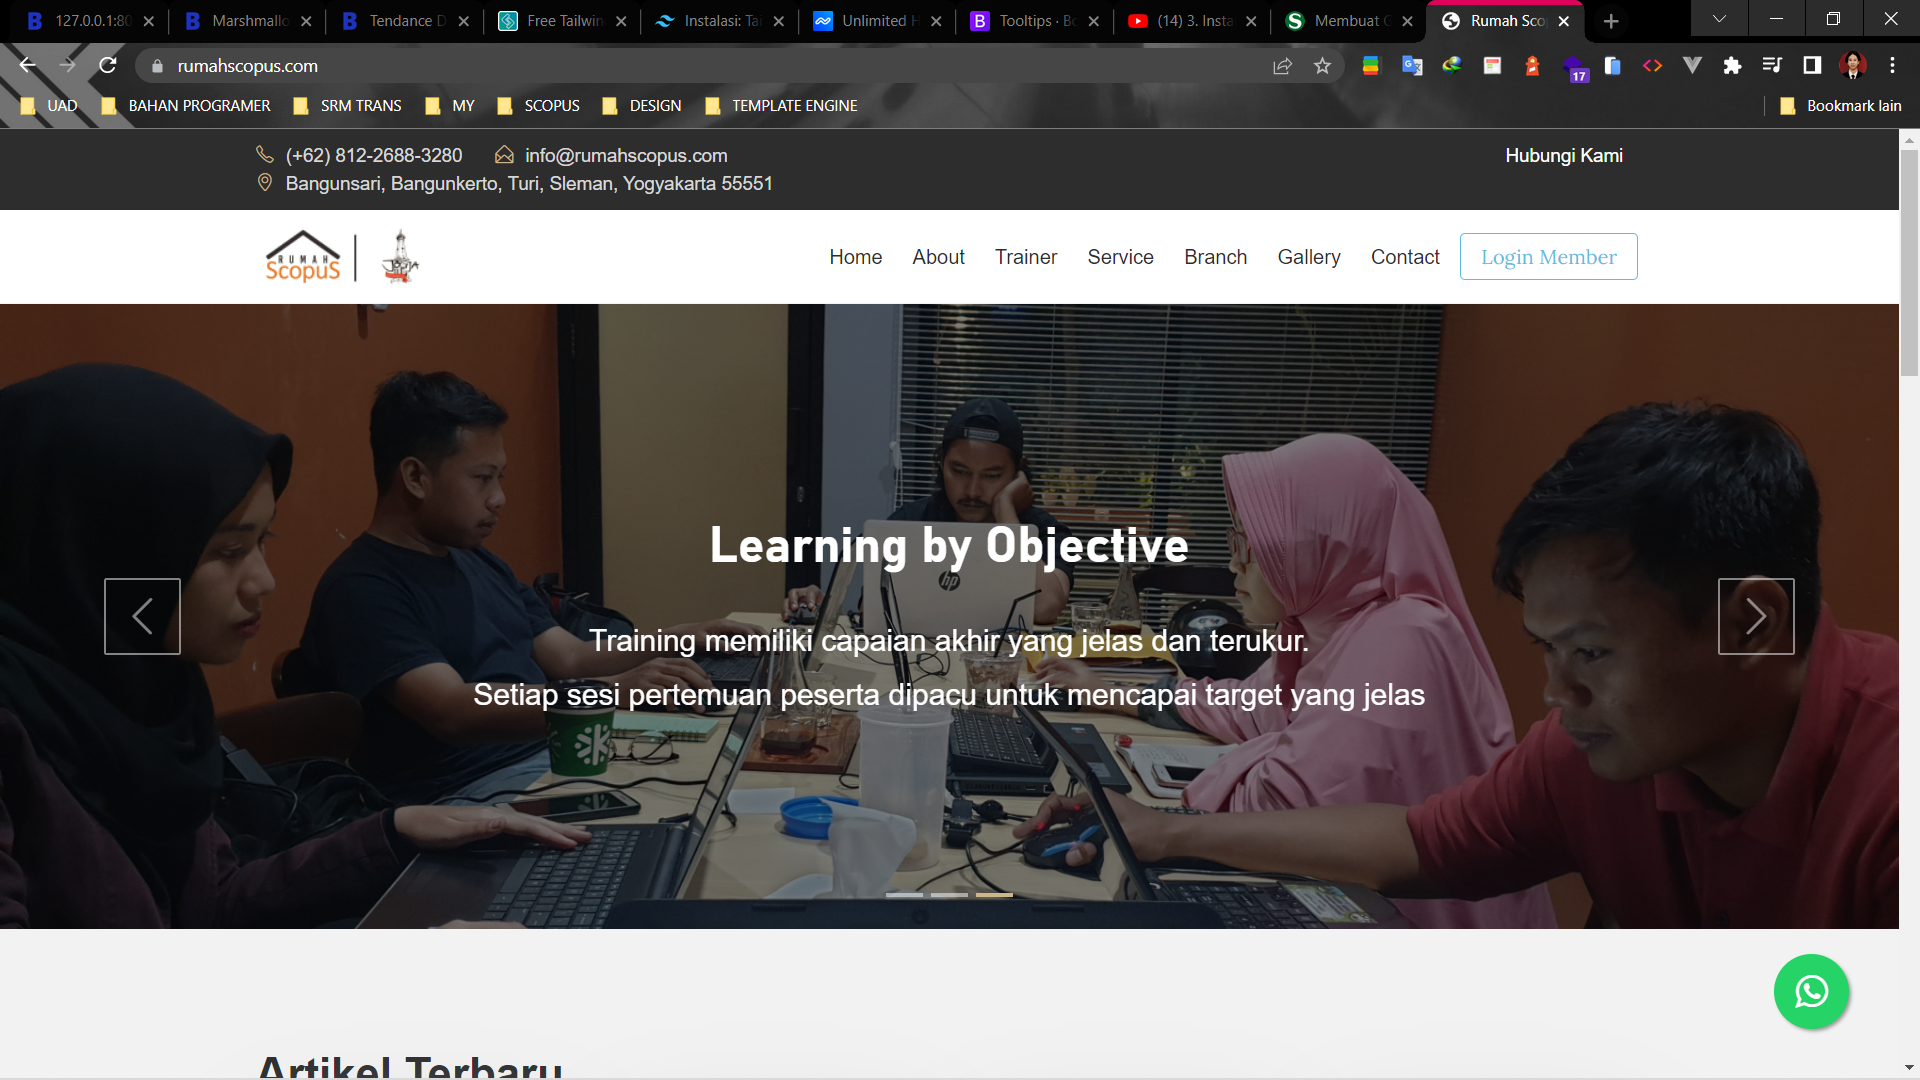 127.0.0.1:80
Marshmallo
Tendance D
Free Tailwin
Instalasi: Tai
Unlimited H
Tooltips · Bo
(14) 3. Insta
Membuat G
Rumah Scop
rumahscopus.com
17
UAD
BAHAN PROGRAMER
SRM TRANS
MY
SCOPUS
DESIGN
TEMPLATE ENGINE
Bookmark lain
(+62) 812-2688-3280
info@rumahscopus.com
Hubungi Kami
Bangunsari, Bangunkerto, Turi, Sleman, Yogyakarta 55551
RUMAH
ScopuS
Home
About
Trainer
Service
Branch
Gallery
Contact
Login Member
Learning by Objective
hp
Training memiliki capaian akhir yang jelas dan terukur.
Setiap sesi pertemuan peserta dipacu untuk mencapai target yang jelas
Artikel Terbaru